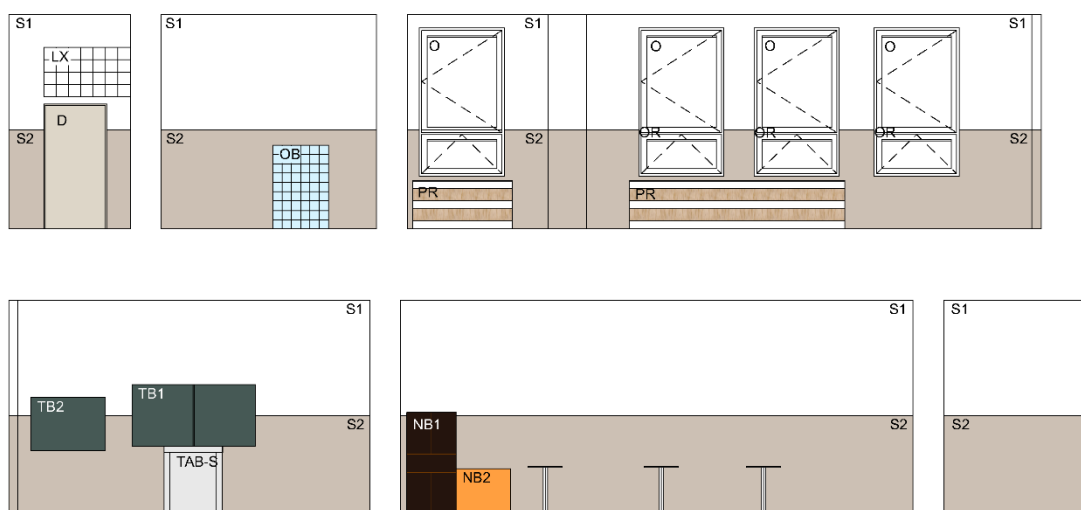 S1
LX
D
S2
S1
S2
OB
S1
S1
O
O
O
O
S2
OR
OR
OR
S2
PR
PR
S1
TB2
TB1
S2
TAB-S
S1
NB1
S2
NB2
S1
S2